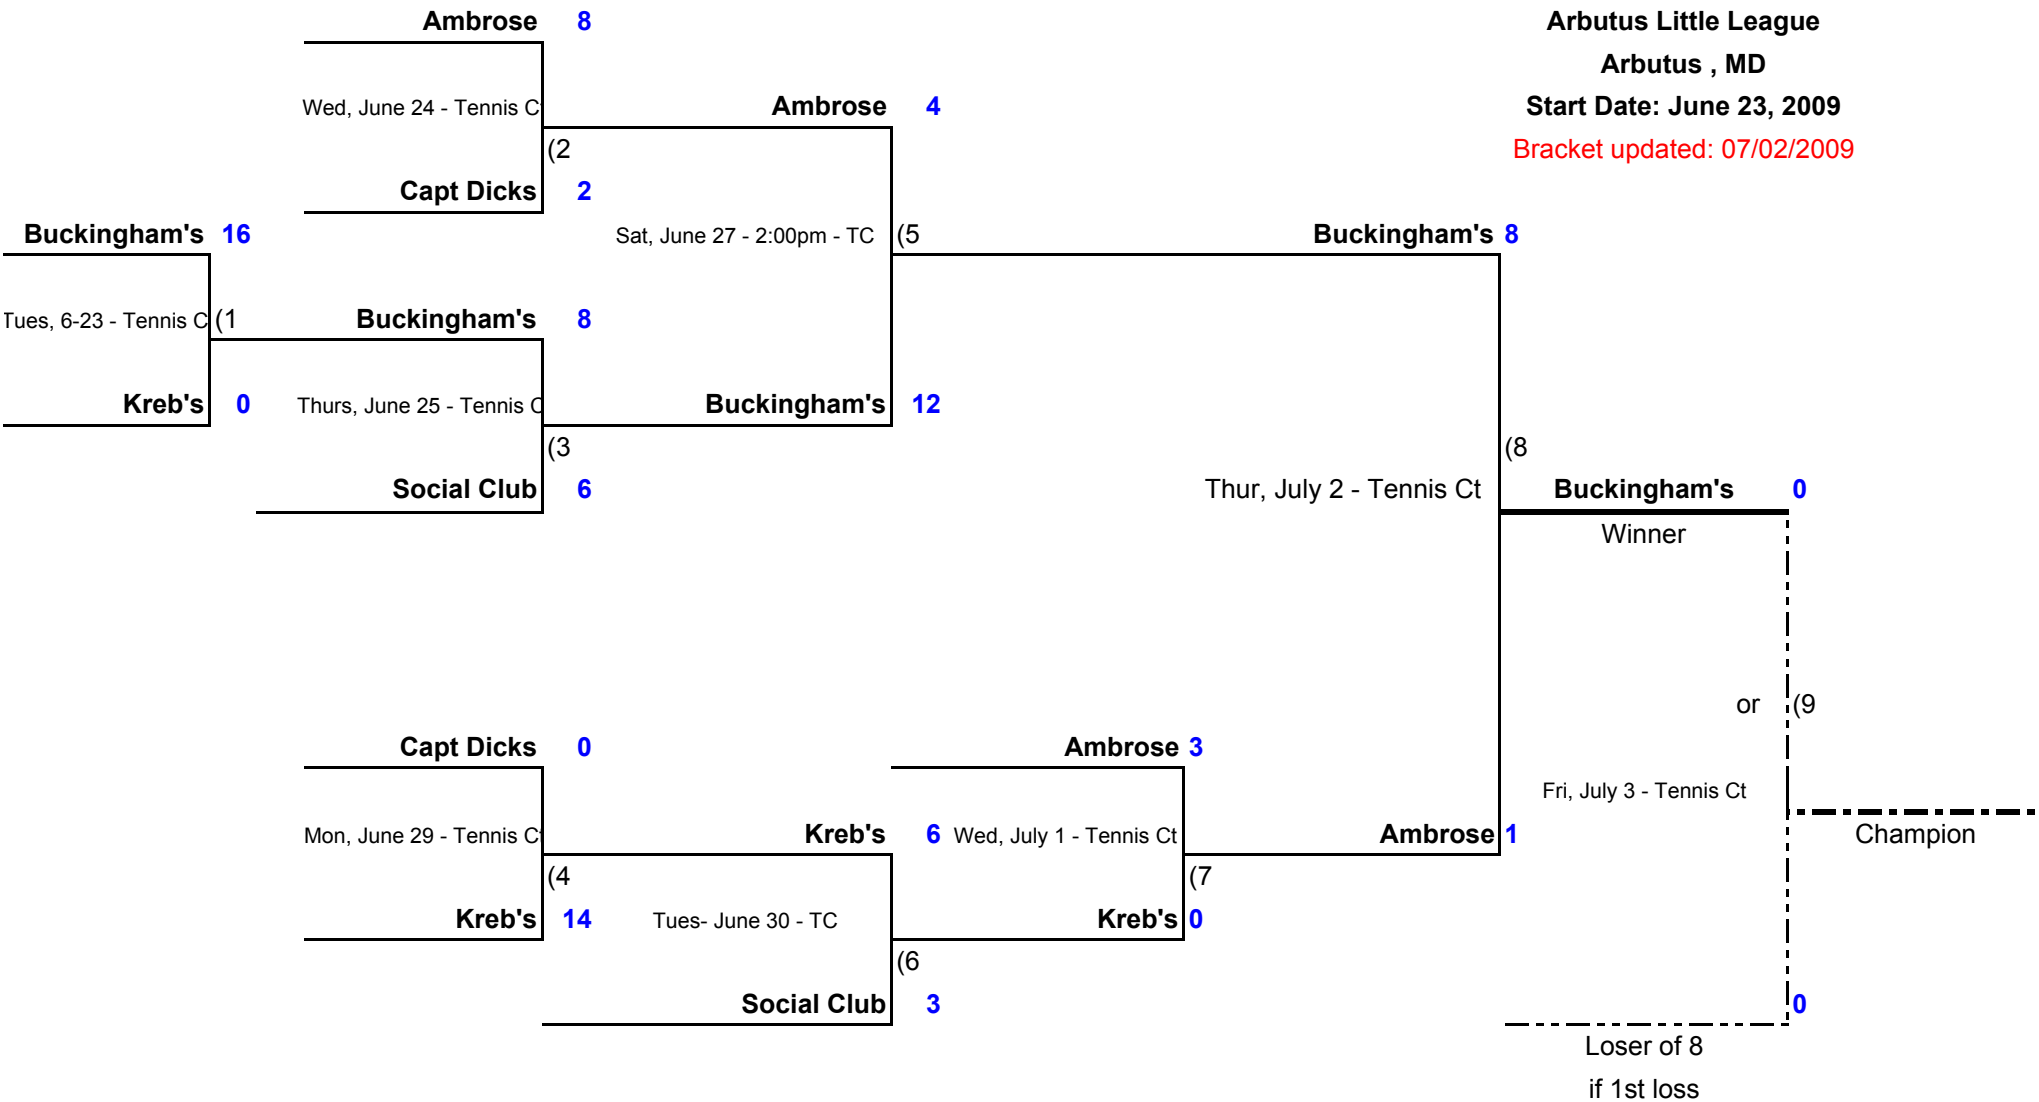 Ambrose 8
Arbutus Little League
Arbutus , MD
Wed, June 24 - Tennis C
Ambrose 4
Start Date: June 23, 2009
(2
Bracket updated: 07/02/2009
Capt Dicks 2
Buckingham's 16
Sat, June 27 - 2:00pm - TC
(5
Buckingham's 8
Tues, 6-23 - Tennis C
(1
Buckingham's 8
Kreb's 0
Thurs, June 25 - Tennis C
Buckingham's 12
(3
(8
Social Club 6
Thur, July 2 - Tennis Ct
Buckingham's 0
Winner
or
(9
Capt Dicks 0
Ambrose 3
Fri, July 3 - Tennis Ct
Mon, June 29 - Tennis Ct
Kreb's 6
Wed, July 1 - Tennis Ct
Ambrose 1
Champion
(4
(7
Kreb's 14
Tues- June 30 - TC
Kreb's 0
(6
Social Club 3
0
Loser of 8
if 1st loss